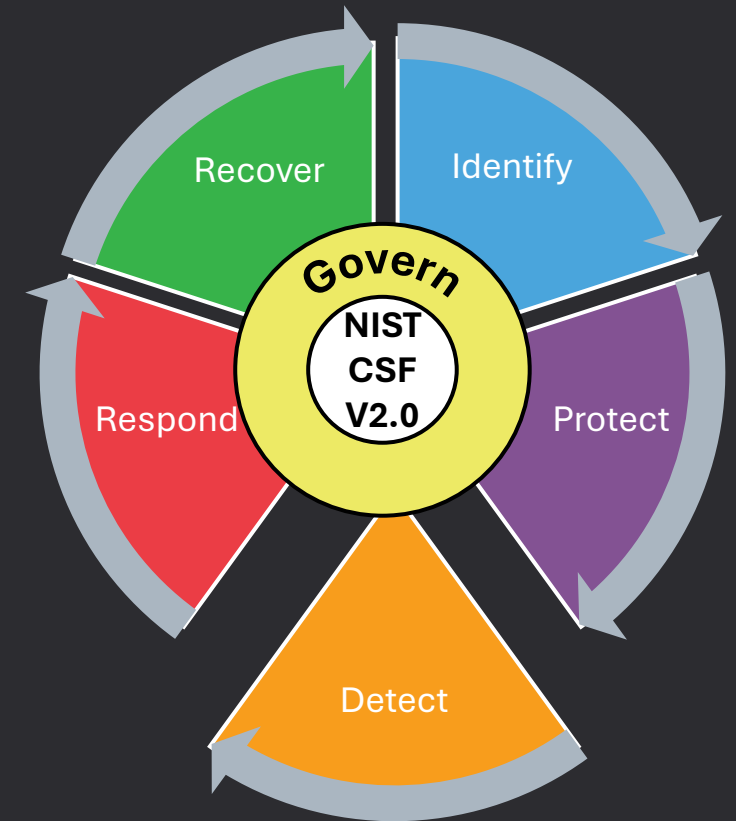 Recover
Identify
Govern
NIST
CSF
V2.0
Respond
Protect
Detect